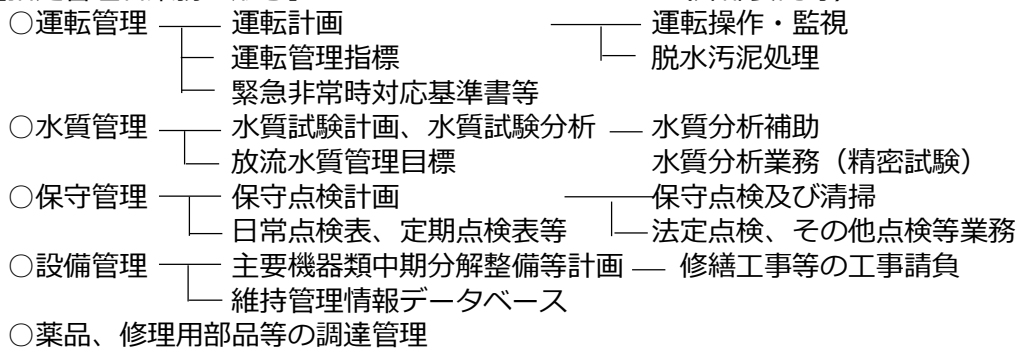 ○運転管理 運転計画 運転操作・監視
運転管理指標 脱水汚泥処理
緊急非常時対応基準書等
○水質管理 水質試験計画、水質試験分析 水質分析補助
放流水質管理目標 水質分析業務（精密試験）
○保守管理 保守点検計画 保守点検及び清掃
日常点検表、定期点検表等 法定点検、その他点検等業務
○設備管理 主要機器類中期分解整備等計画 修繕工事等の工事請負
維持管理情報データベース
○薬品、修理用部品等の調達管理